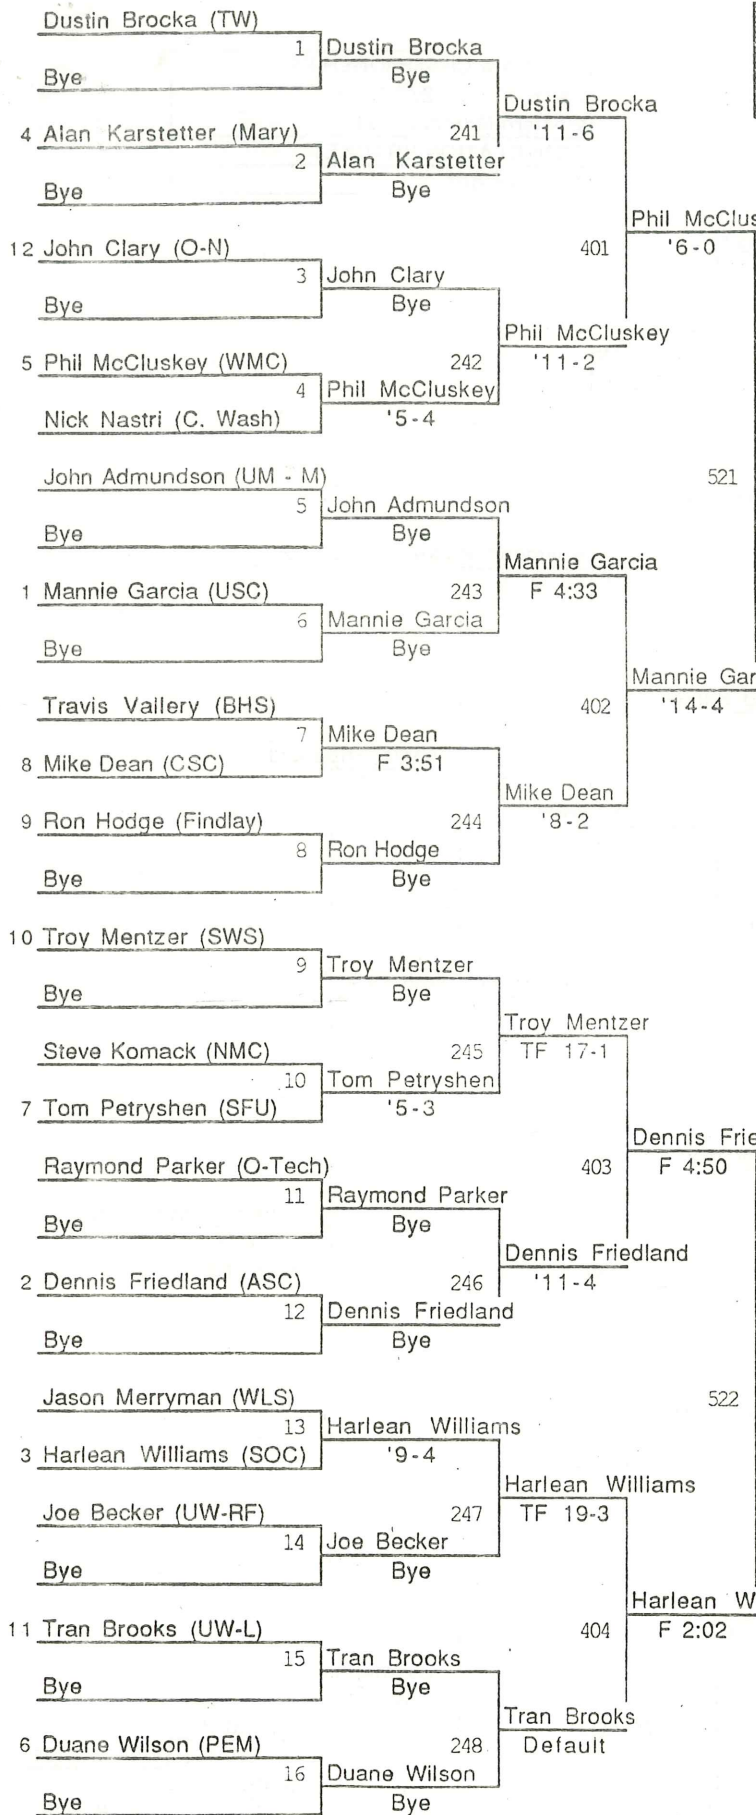 Dustin Brocka (TW)
1 Dustin Brocka
Bye Bye
Dustin Brocka
4 Alan Karstetter (Mary) 241 '11-6
2 Alan Karstetter
Bye Bye
Phil McClus
12 John Clary (O-N) 401 '6-0
3 John Clary
Bye Bye
Phil McCluskey
5 Phil McCluskey (WMC) 242 '11-2
4 Phil McCluskey
Nick Nastri (C. Wash) '5-4
John Admundson (UM - M) 521
5 John Admundson
Bye Bye
Mannie Garcia
1 Mannie Garcia (USC) 243 F 4:33
6 Mannie Garcia
Bye Bye
Mannie Gar
Travis Vallery (BHS) 402 '14-4
7 Mike Dean
8 Mike Dean (CSC) F 3:51
Mike Dean
9 Ron Hodge (Findlay) 244 '8-2
8 Ron Hodge
Bye Bye
10 Troy Mentzer (SWS)
9 Troy Mentzer
Bye Bye
Troy Mentzer
Steve Komack (NMC) 245 TF 17-1
10 Tom Petryshen
7 Tom Petryshen (SFU) '5-3
Dennis Frie
Raymond Parker (O-Tech) 403 F 4:50
11 Raymond Parker
Bye Bye
Dennis Friedland
2 Dennis Friedland (ASC) 246 '11-4
12 Dennis Friedland
Bye Bye
Jason Merryman (WLS) 522
13 Harlean Williams
3 Harlean Williams (SOC) '9-4
Harlean Williams
Joe Becker (UW-RF) 247 TF 19-3
14 Joe Becker
Bye Bye
Harlean W
11 Tran Brooks (UW-L) 404 F 2:02
15 Tran Brooks
Bye Bye
Tran Brooks
6 Duane Wilson (PEM) 248 Default
16 Duane Wilson
Bye Bye